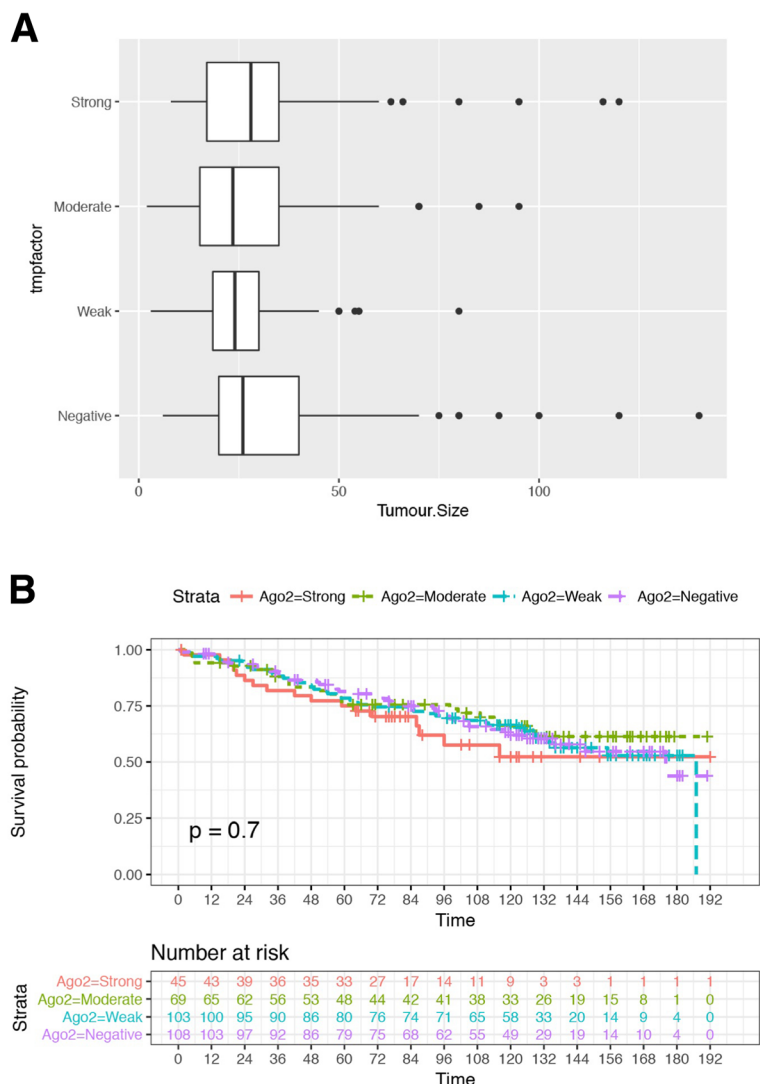 A
tmpfactor
Strong
Moderate
Weak
Negative
0 50 100
Tumour.Size
B
Strata Ago2=Strong Ago2=Moderate Ago2=Weak Ago2=Negative
Survival probability
1.00
0.75
0.50
0.25
0.00
p = 0.7
0 12 24 36 48 60 72 84 96 108 120 132 144 156 168 180 192
Time
Number at risk
Strata
Ago2=Strong 45 43 39 36 35 33 27 17 14 11 9 3 3 1 1 1 1
Ago2=Moderate 69 65 62 56 53 48 44 42 41 38 33 26 19 15 8 1 0
Ago2=Weak 103 100 95 90 86 80 76 74 71 65 58 33 20 14 9 4 0
Ago2=Negative 108 103 97 92 86 79 75 68 62 55 49 29 19 14 10 4 0
0 12 24 36 48 60 72 84 96 108 120 132 144 156 168 180 192
Time